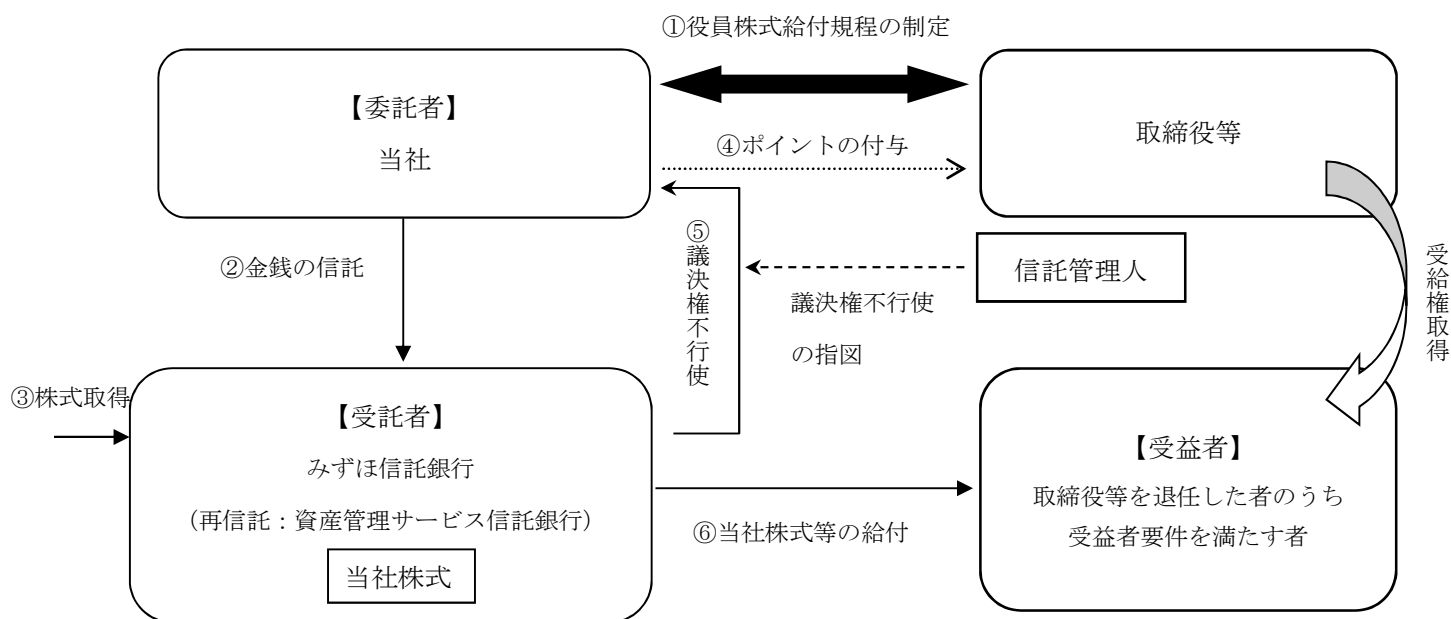 ①役員株式給付規程の制定
【委託者】
当社
取締役等
④ポイントの付与
②金銭の信託
⑤議決権不行使
信託管理人
議決権不行使
の指図
受給権取得
③株式取得
【受託者】
みずほ信託銀行
(再信託：資産管理サービス信託銀行)
当社株式
⑥当社株式等の給付
【受益者】
取締役等を退任した者のうち
受益者要件を満たす者